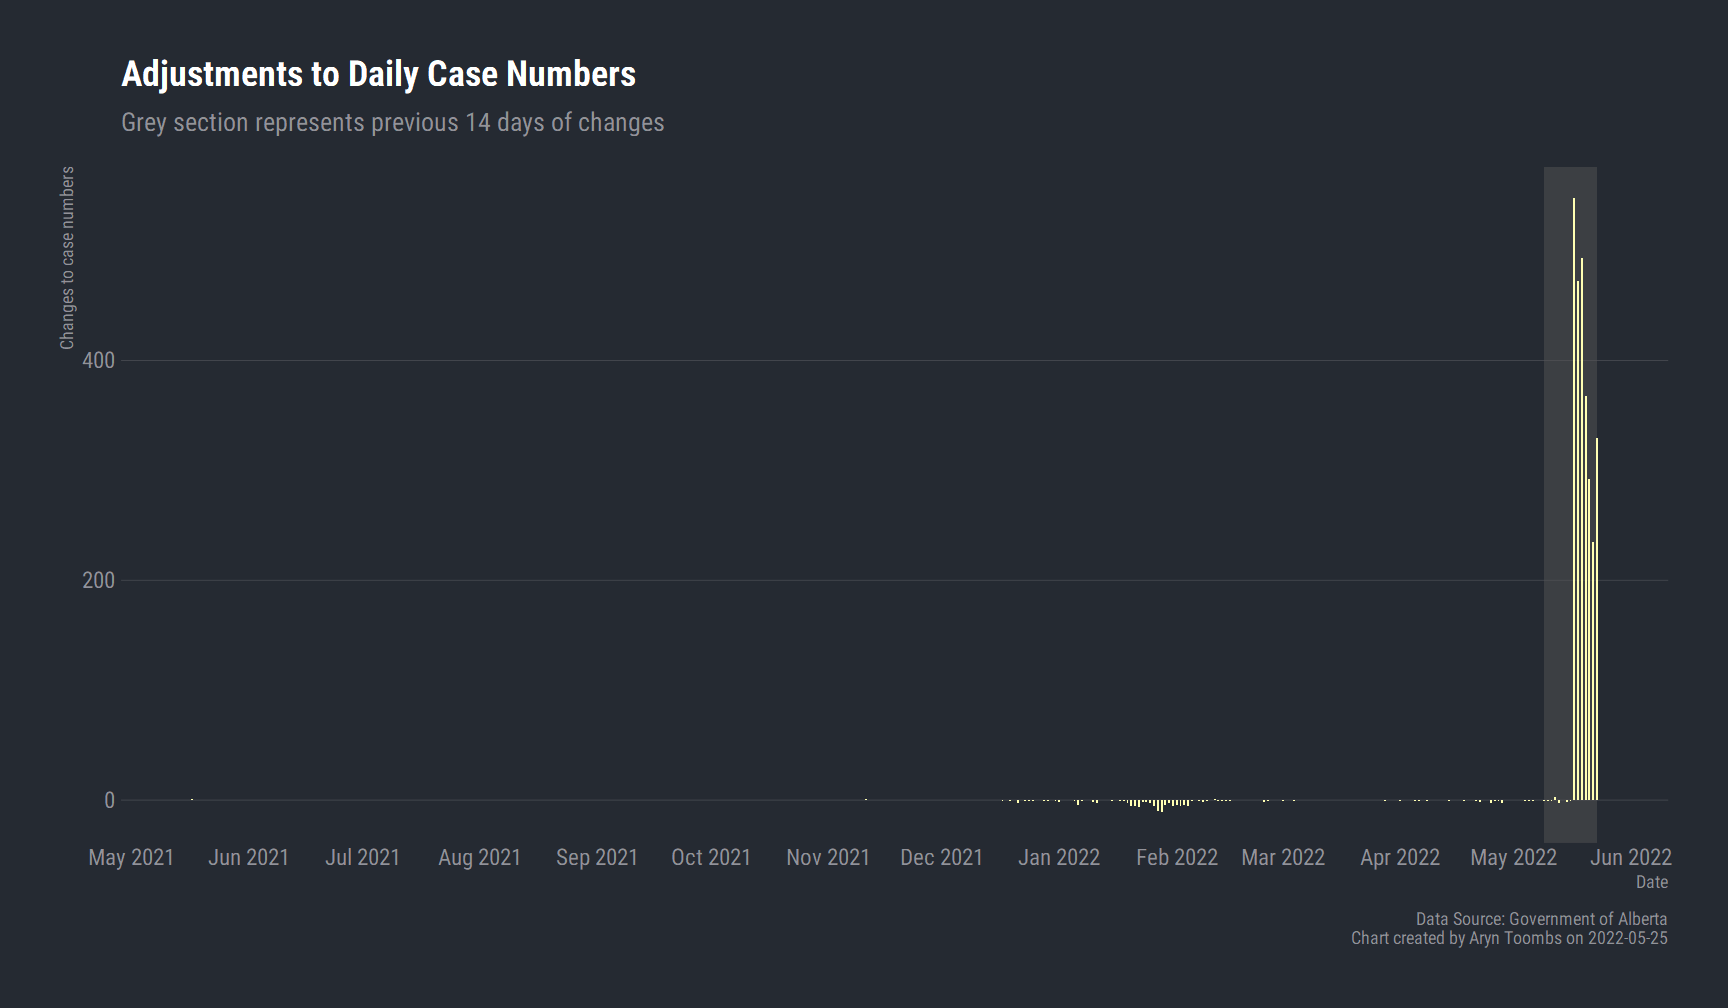 Adjustments to Daily Case Numbers
Grey section represents previous 14 days of changes
Changes to case numbers
400
200
0
May 2021 Jun 2021 Jul 2021 Aug 2021 Sep 2021 Oct 2021 Nov 2021 Dec 2021 Jan 2022 Feb 2022 Mar 2022 Apr 2022 May 2022 Jun 2022
Date
Data Source: Government of Alberta
Chart created by Aryn Toombs on 2022-05-25